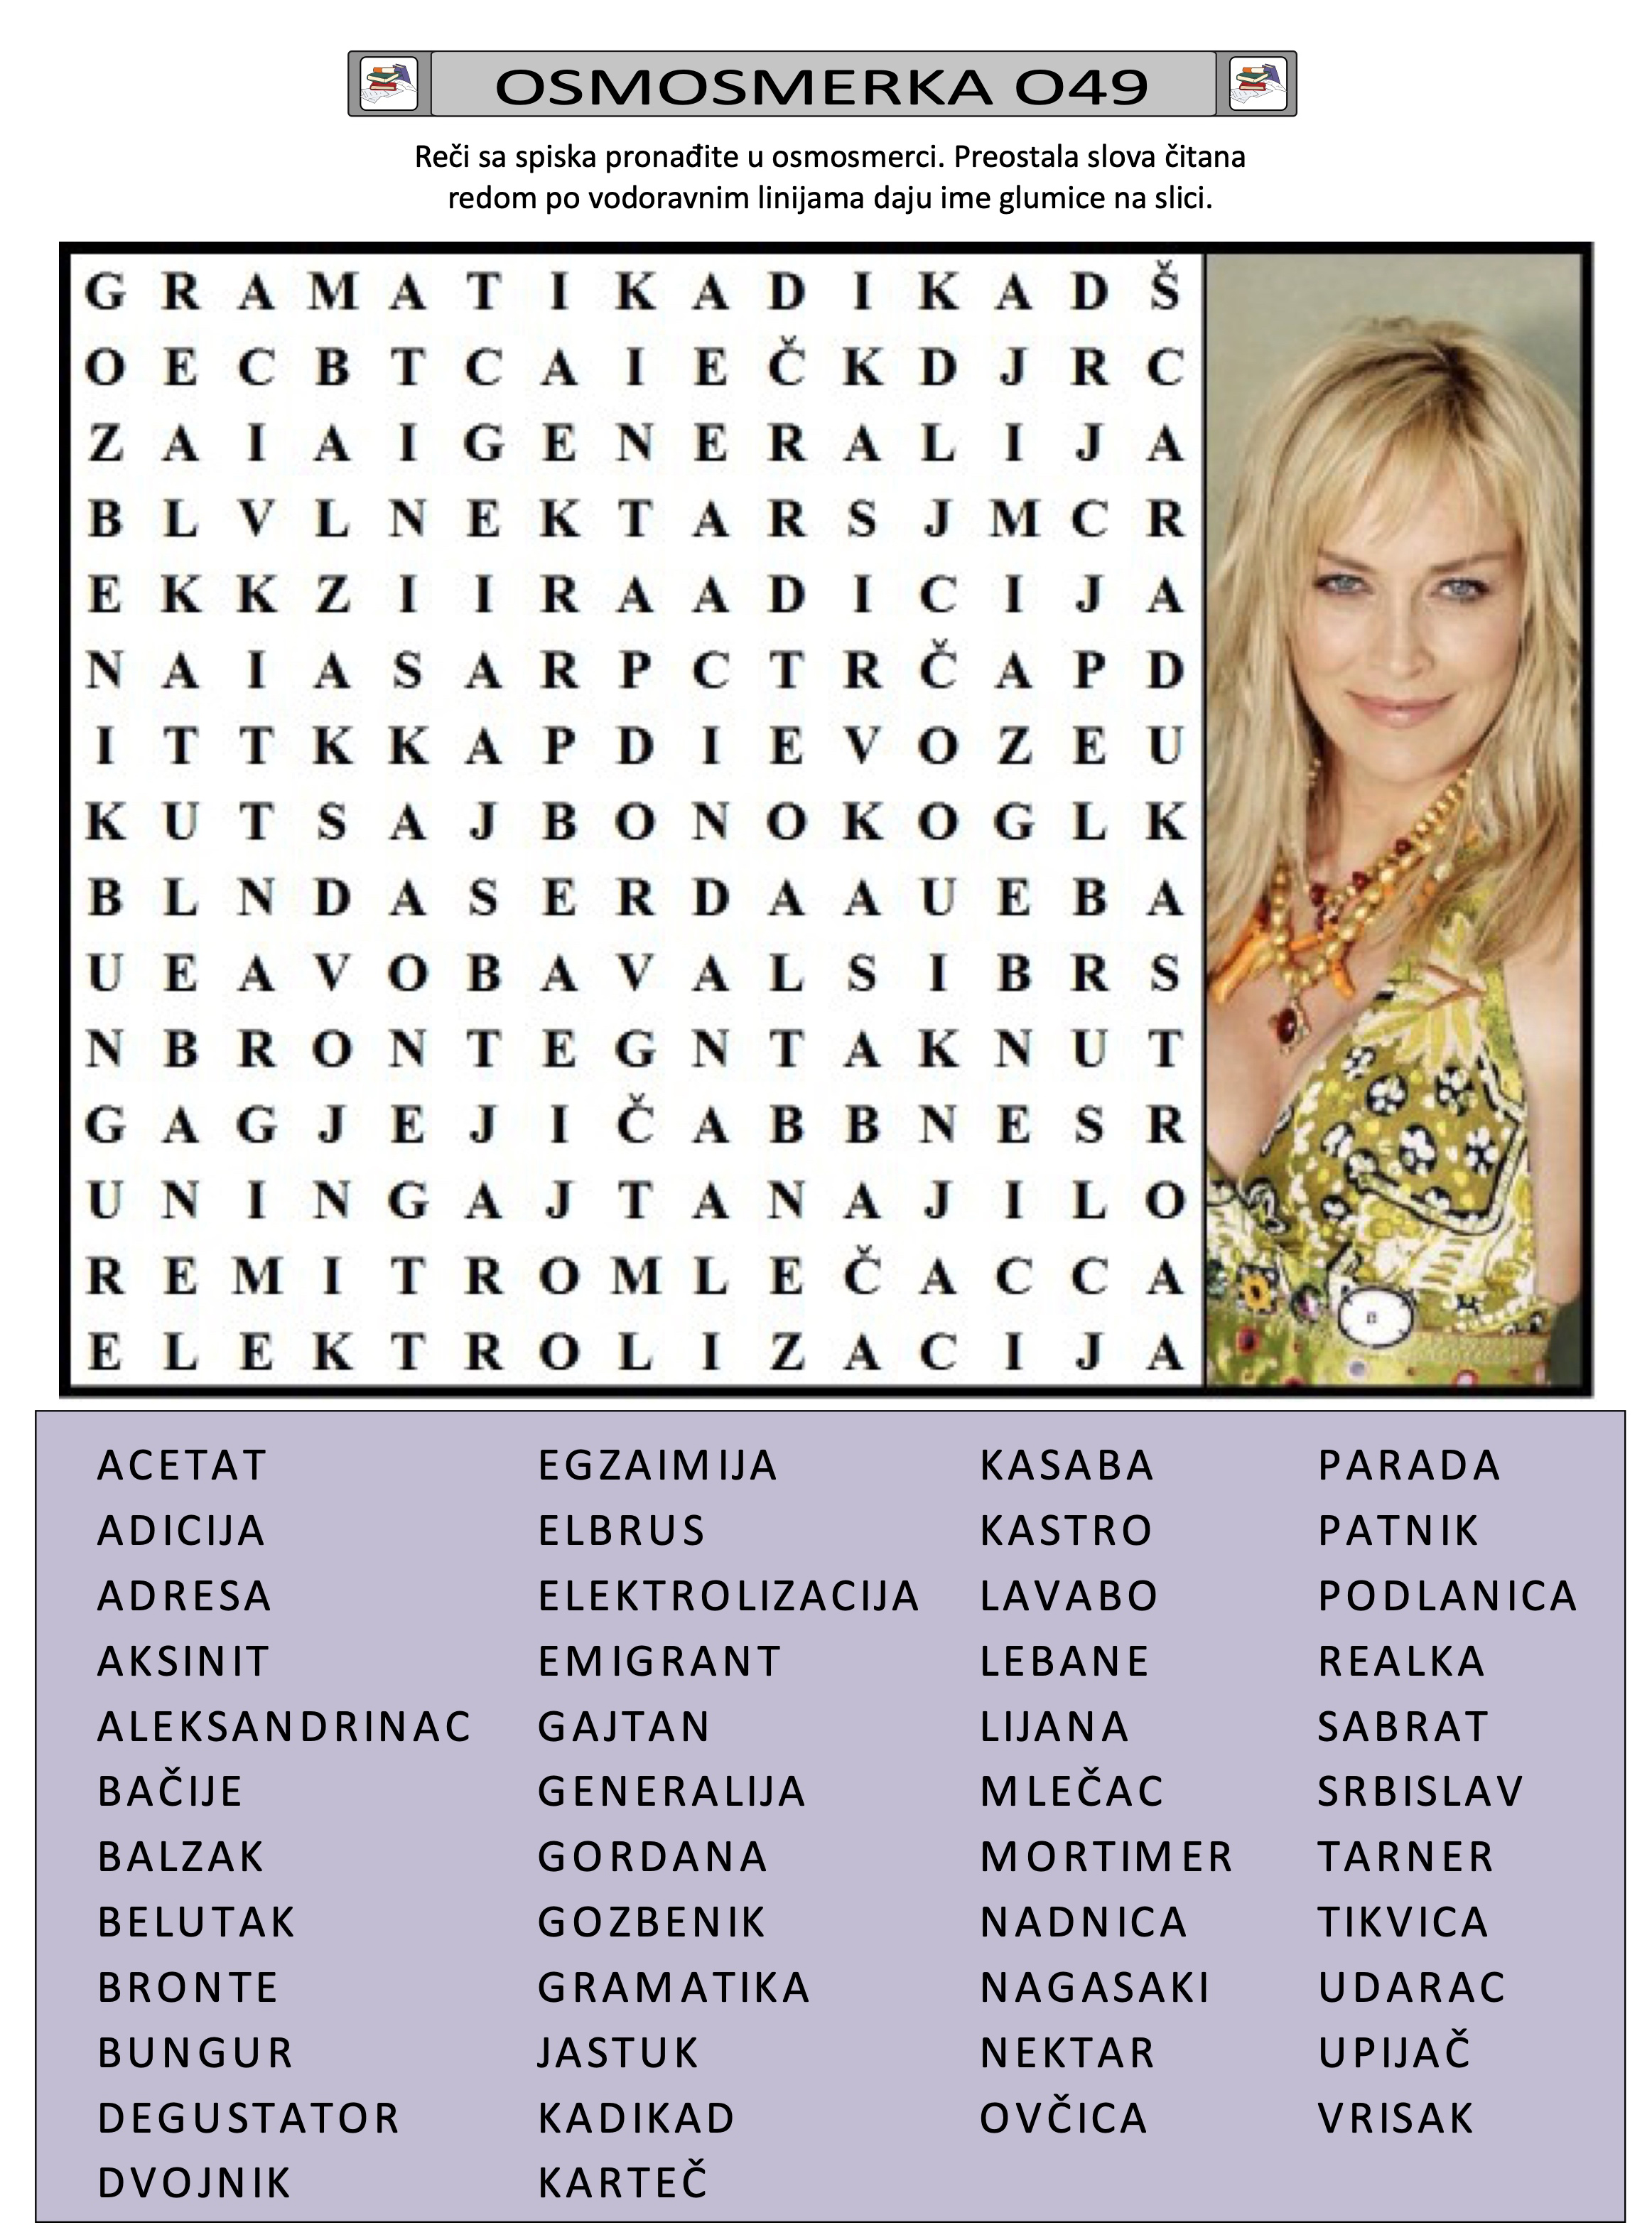 OSMOSMERKA O49
Reči sa spiska pronađite u osmosmerci. Preostala slova čitana
redom po vodoravnim linijama daju ime glumice na slici.
G R A M A T I K A D I K A D Š
O E C B T C A I E Č K D J R C
Z A I A I G E N E R A L I J A
B L V L N E K T A R S J M C R
E K K Z I I R A A D I C I J A
N A I A S A R P C T R Č A P D
I T T K K A P D I E V O Z E U
K U T S A J B O N O K O G L K
B L N D A S E R D A A U E B A
U E A V O B A V A L S I B R S
N B R O N T E G N T A K N U T
G A G J E J I Č A B B N E S R
U N I N G A J T A N A J I L O
R E M I T R O M L E Č A C C A
E L E K T R O L I Z A C I J A
ACETAT EGZAIMIJA KASABA PARADA
ADICIJA ELBRUS KASTRO PATNIK
ADRESA ELEKTROLIZACIJA LAVABO PODLANICA
AKSINIT EMIGRANT LEBANE REALKA
ALEKSANDRINAC GAJTAN LIJANA SABRAT
BAČIJE GENERALIJA MLEČAC SRBISLAV
BALZAK GORDANA MORTIMER TARNER
BELUTAK GOZBENIK NADNICA TIKVICA
BRONTE GRAMATIKA NAGASAKI UDARAC
BUNGUR JASTUK NEKTAR UPIJAČ
DEGUSTATOR KADIKAD OVČICA VRISAK
DVOJNIK KARTEČ